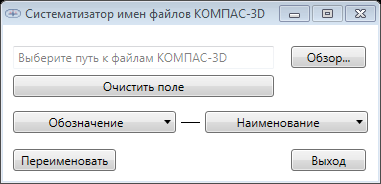 Систематизатор имен файлов КОМПАС-3D
Выберите путь к файлам КОМПАС-3D Обзор...
Очистить поле
Обозначение — Наименование
Переименовать Выход